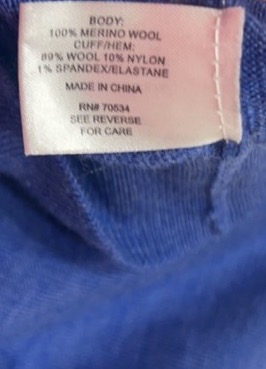 BODY:
100% MERINO WOOL
CUFF/HEM:
89% WOOL 10% NYLON
1% SPANDEX/ELASTANE
MADE IN CHINA
RN# 70534
SEE REVERSE
FOR CARE